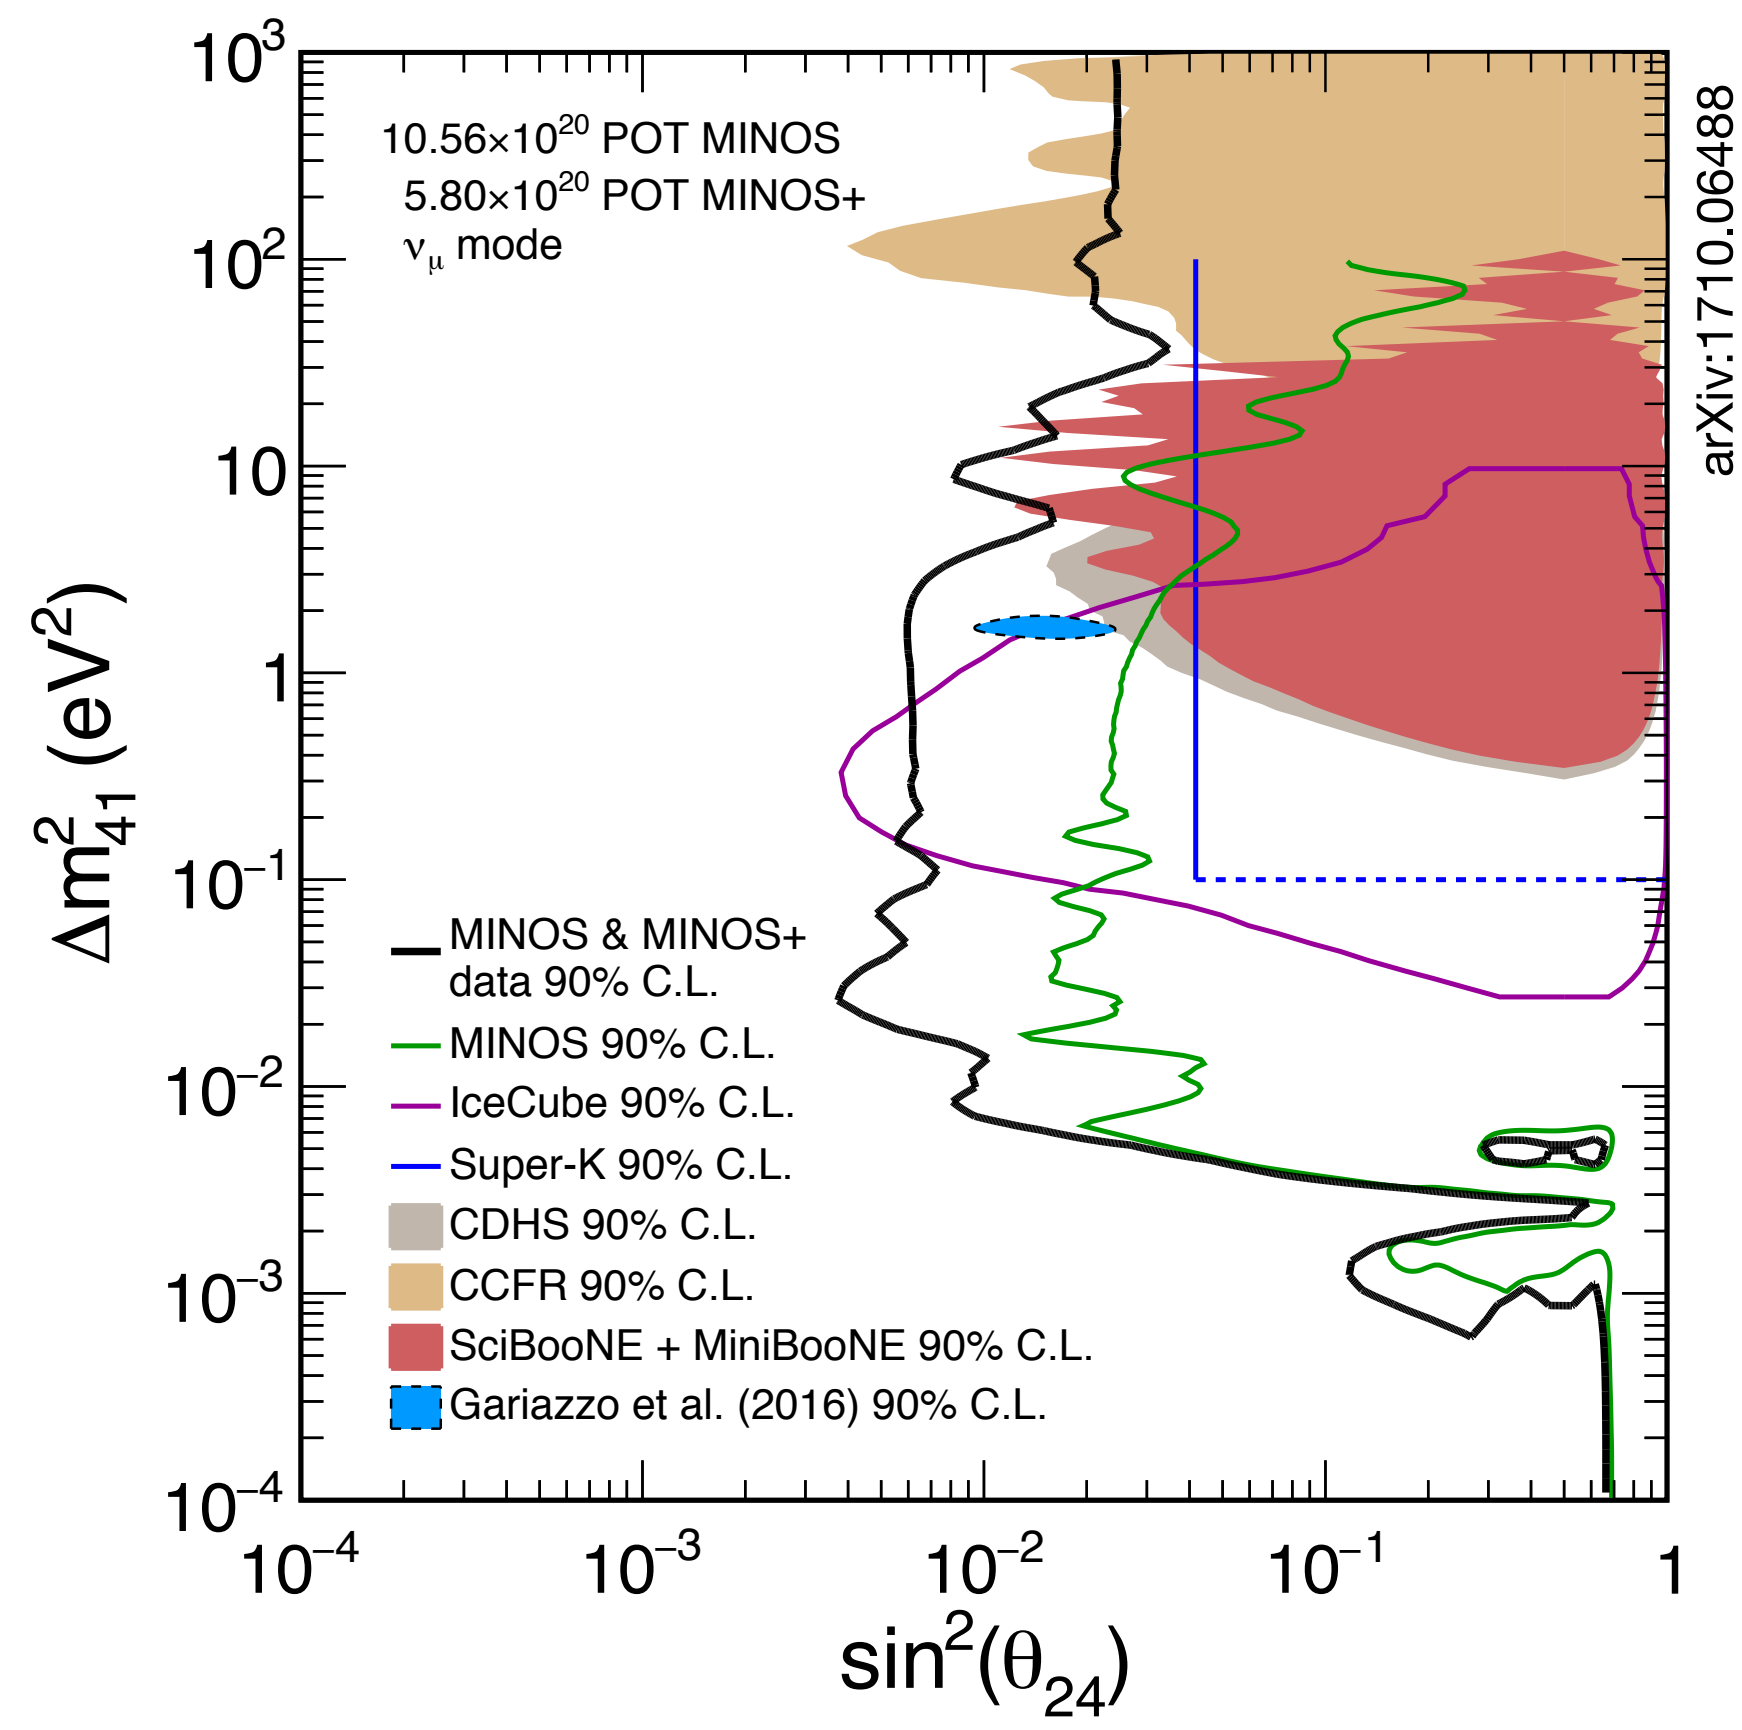 10.56×10²⁰ POT MINOS
5.80×10²⁰ POT MINOS+
νμ mode
arXiv:1710.06488
Δm²₄₁ (eV²)
10³
10²
10
1
10⁻¹
10⁻²
10⁻³
10⁻⁴
MINOS & MINOS+
data 90% C.L.
MINOS 90% C.L.
IceCube 90% C.L.
Super-K 90% C.L.
CDHS 90% C.L.
CCFR 90% C.L.
SciBooNE + MiniBooNE 90% C.L.
Gariazzo et al. (2016) 90% C.L.
10⁻⁴ 10⁻³ 10⁻² 10⁻¹ 1
sin²(θ₂₄)